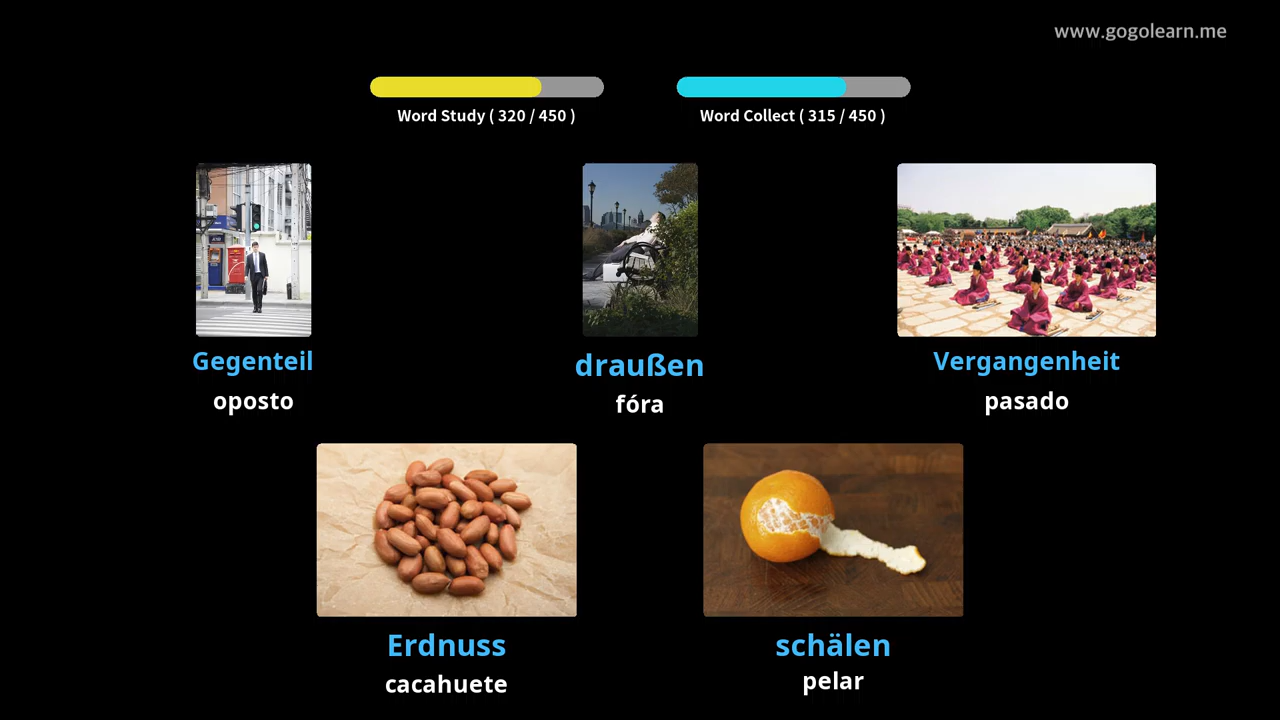 www.gogolearn.me
Word Study ( 320 / 450 )
Word Collect ( 315 / 450 )
Gegenteil
oposto
draußen
fóra
Vergangenheit
pasado
Erdnuss
cacahuete
schälen
pelar